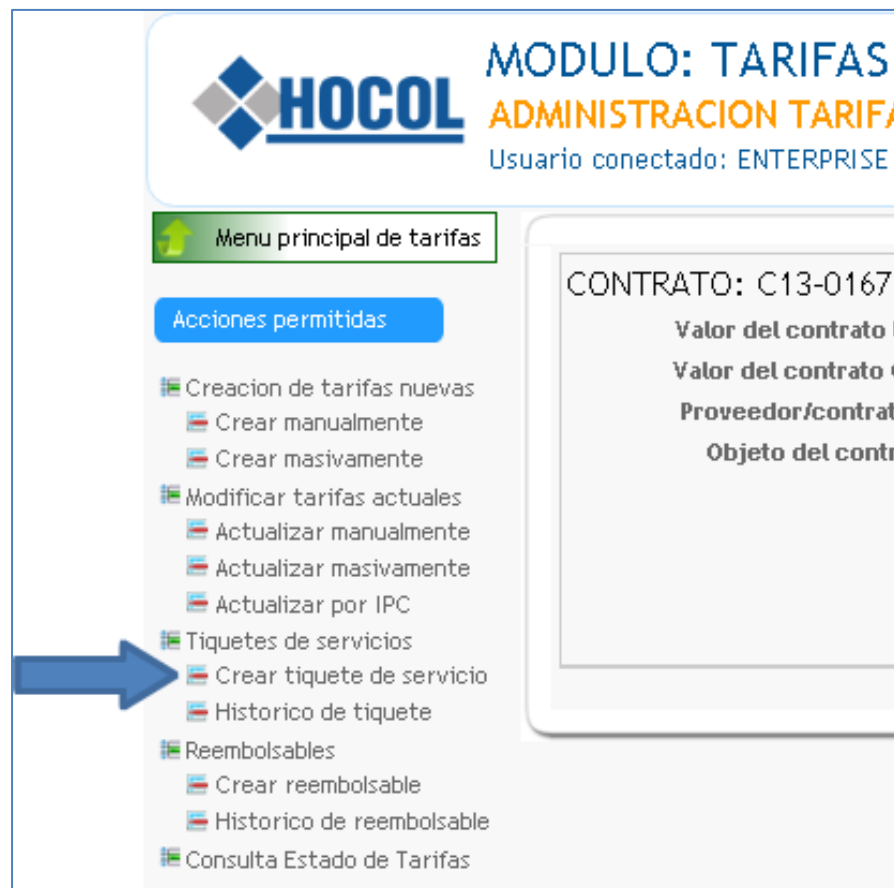 HOCOL
MODULO: TARIFAS
ADMINISTRACION TARIFA
Usuario conectado: ENTERPRISE
Menu principal de tarifas
Acciones permitidas
Creacion de tarifas nuevas
Crear manualmente
Crear masivamente
Modificar tarifas actuales
Actualizar manualmente
Actualizar masivamente
Actualizar por IPC
Tiquetes de servicios
Crear tiquete de servicio
Historico de tiquete
Reembolsables
Crear reembolsable
Historico de reembolsable
Consulta Estado de Tarifas
CONTRATO: C13-0167
Valor del contrato
Valor del contrato
Proveedor/contrat
Objeto del contr